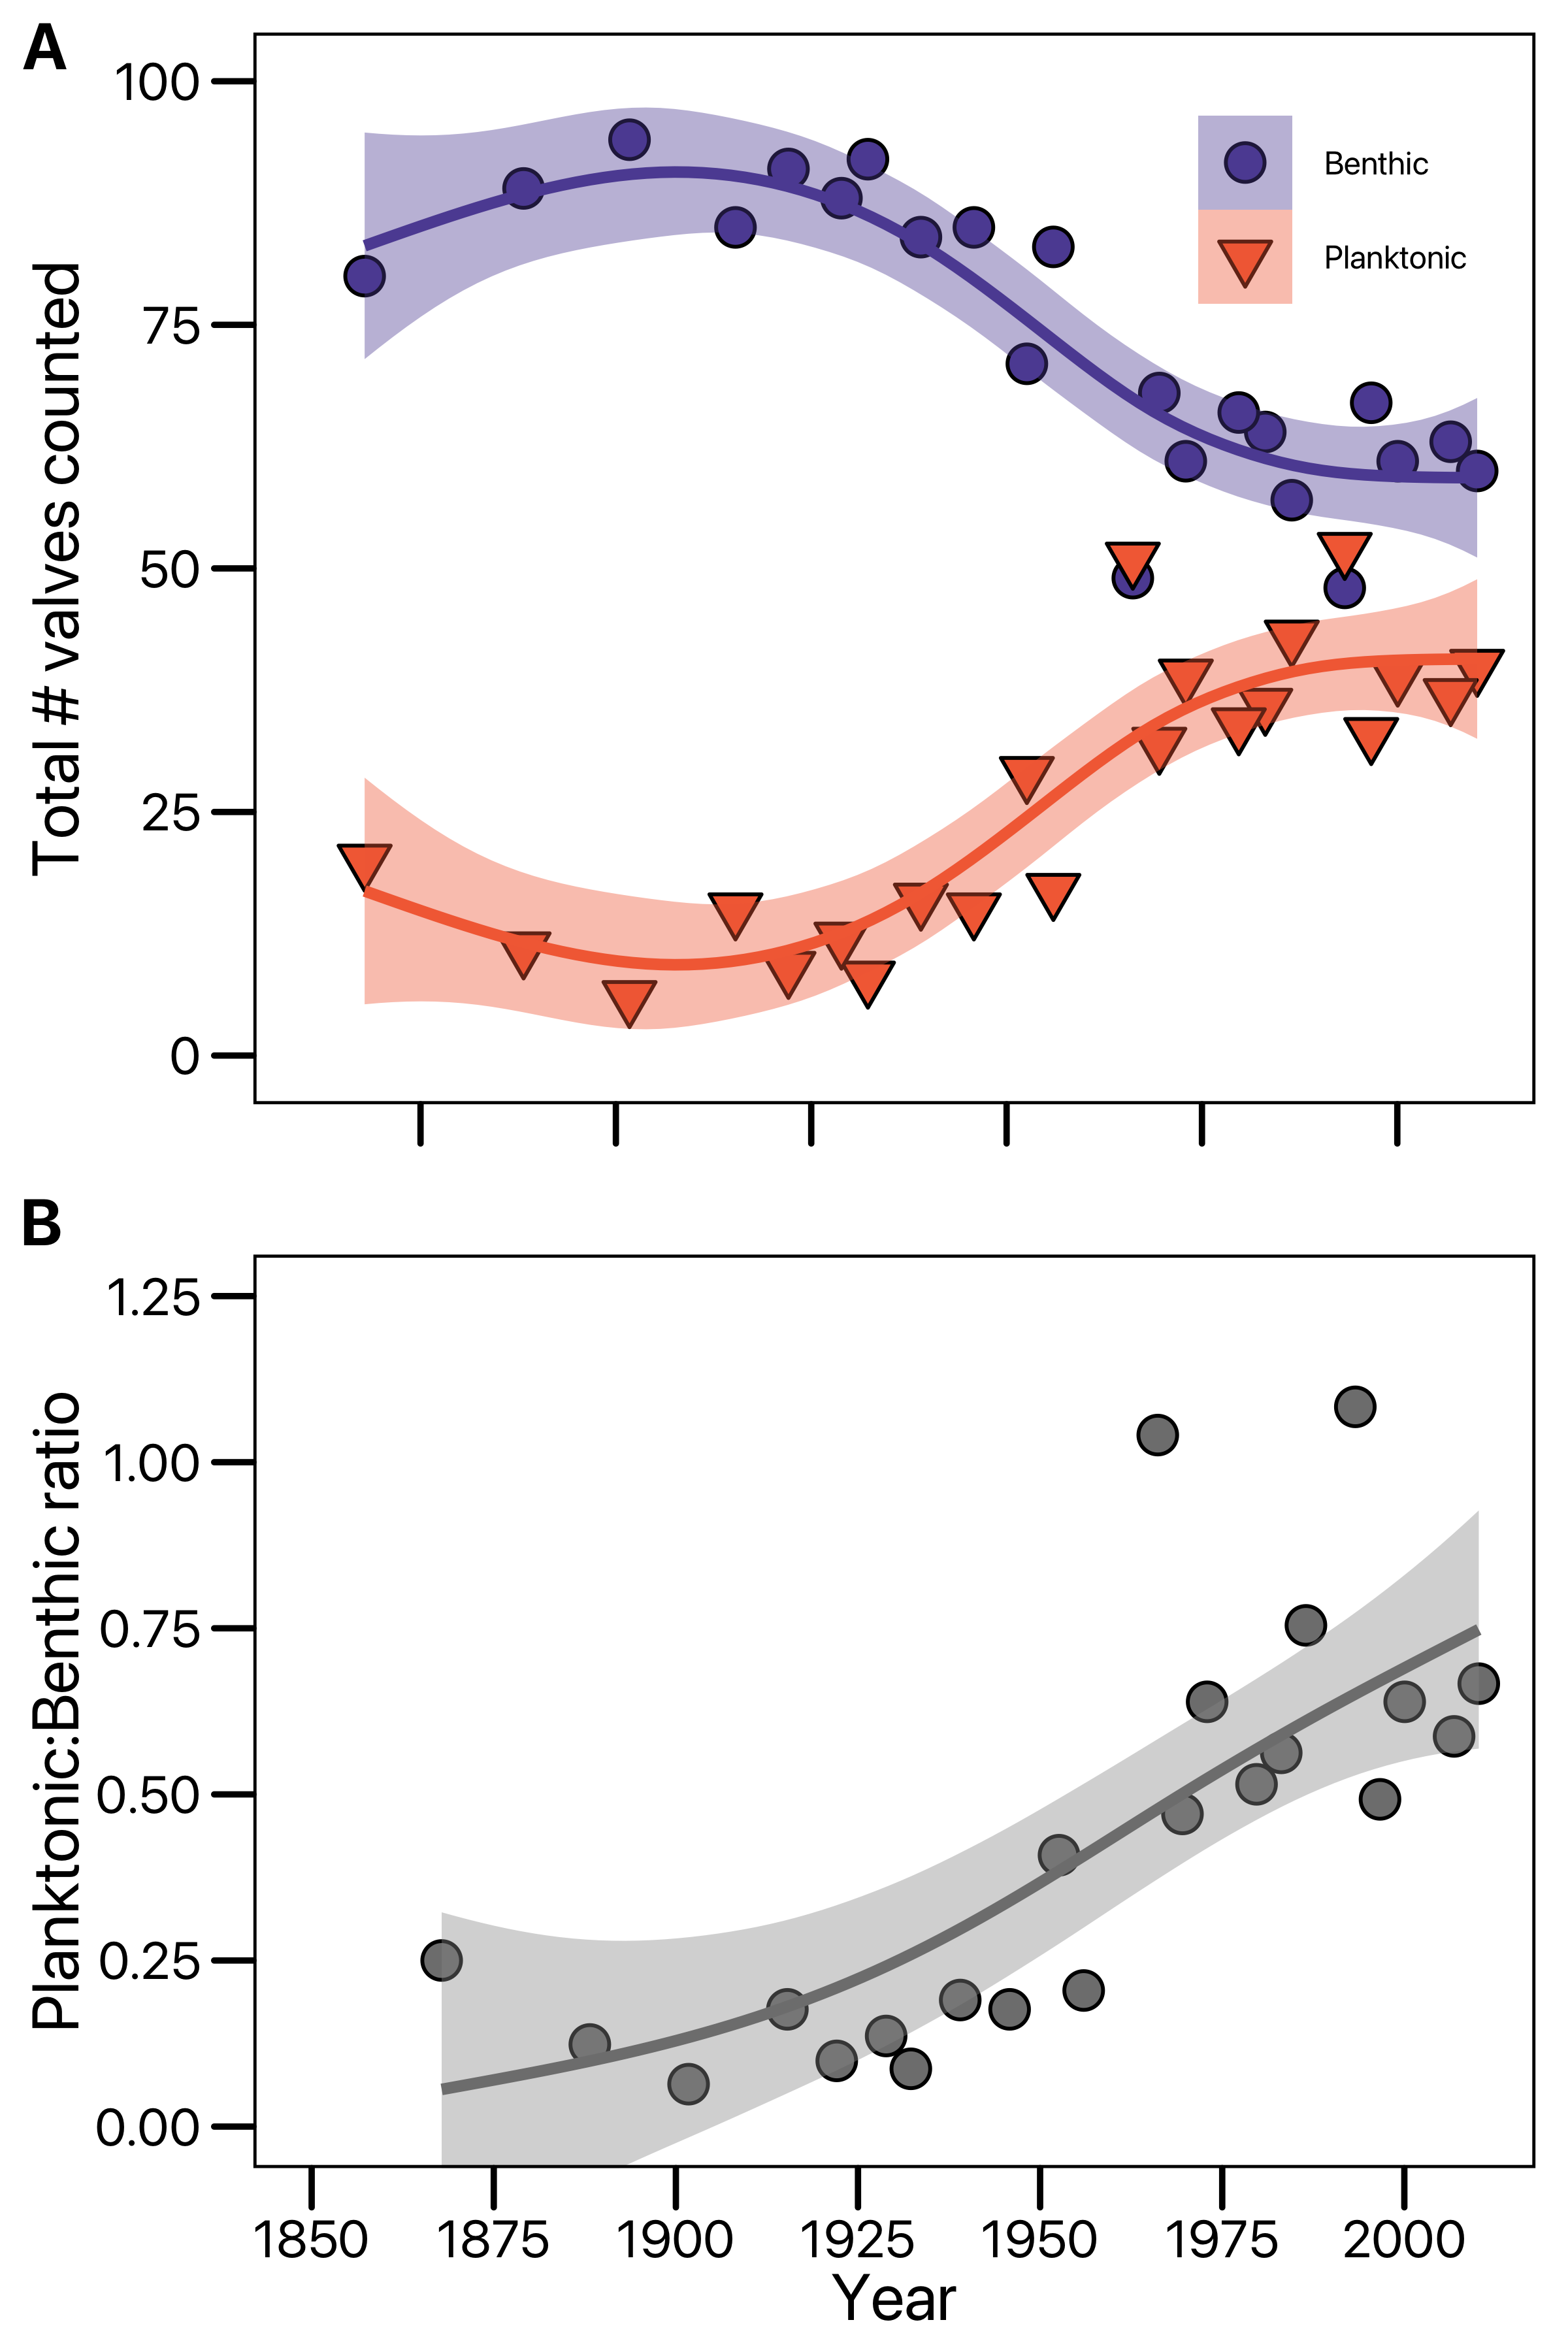 A
100
75
50
25
0
Total # valves counted
Benthic
Planktonic
B
1.25
1.00
0.75
0.50
0.25
0.00
Planktonic:Benthic ratio
1850 1875 1900 1925 1950 1975 2000
Year